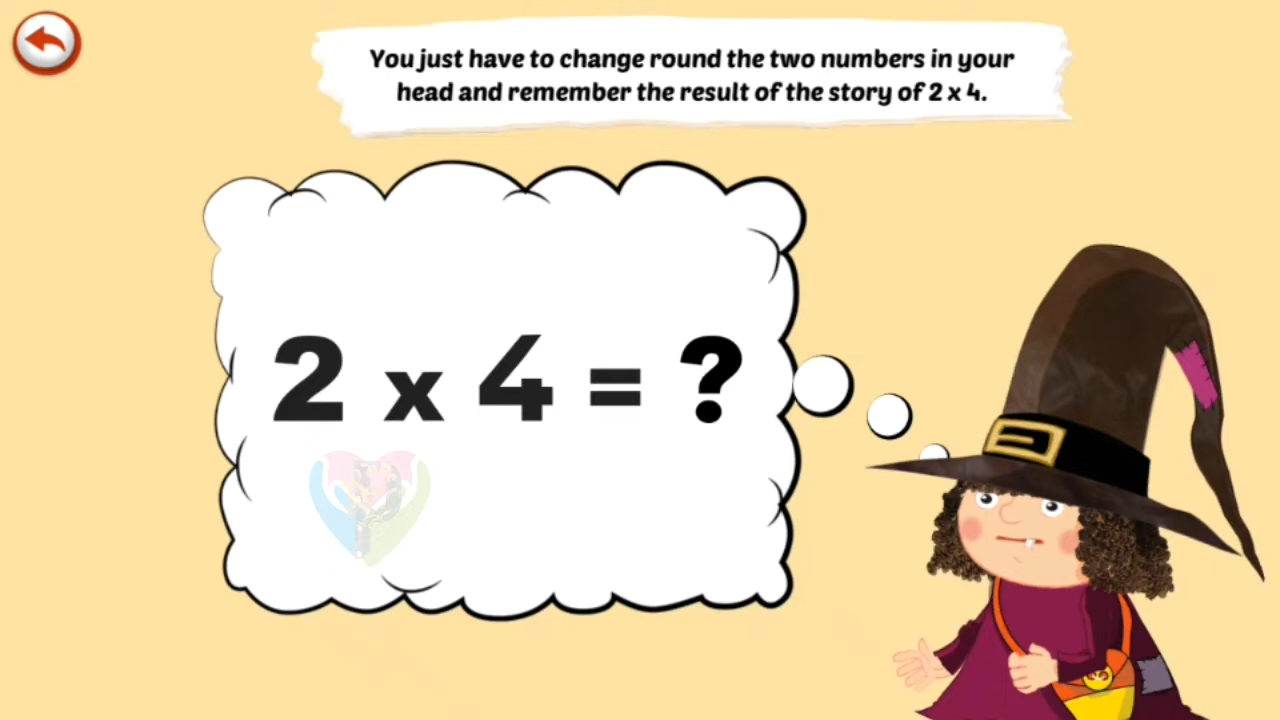 You just have to change round the two numbers in your
head and remember the result of the story of 2 x 4.
2 x 4 = ?